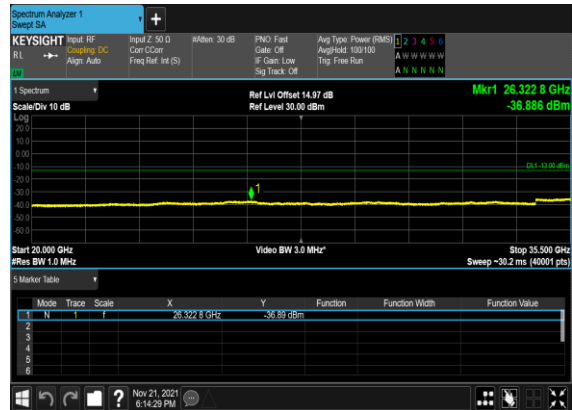 Spectrum Analyzer 1
Swept SA
KEYSIGHT Input: RF Input Z: 50 Ω #Atten: 30 dB PNO: Fast Avg Type: Power (RMS) 1 2 3 4 5 6
RL Coupling: DC Corr CCorr Gate: Off Avg|Hold: 100/100 A W W W W W
Align: Auto Freq Ref: Int (S) IF Gain: Low Trig: Free Run
Sig Track: Off A N N N N N
1 Spectrum
Ref Lvl Offset 14.97 dB Mkr1 26.322 8 GHz
Scale/Div 10 dB Ref Level 30.00 dBm -36.886 dBm
Log
20.0
10.0
0.00
-10.0 DL1 -13.00 dBm
-20.0
-30.0 1
-40.0
-50.0
-60.0
Start 20.000 GHz Video BW 3.0 MHz* Stop 35.500 GHz
#Res BW 1.0 MHz Sweep ~30.2 ms (40001 pts)
5 Marker Table
Mode Trace Scale X Y Function Function Width Function Value
1 N 1 f 26.322 8 GHz -36.89 dBm
2
3
4
5
6
? Nov 21, 2021
6:14:29 PM